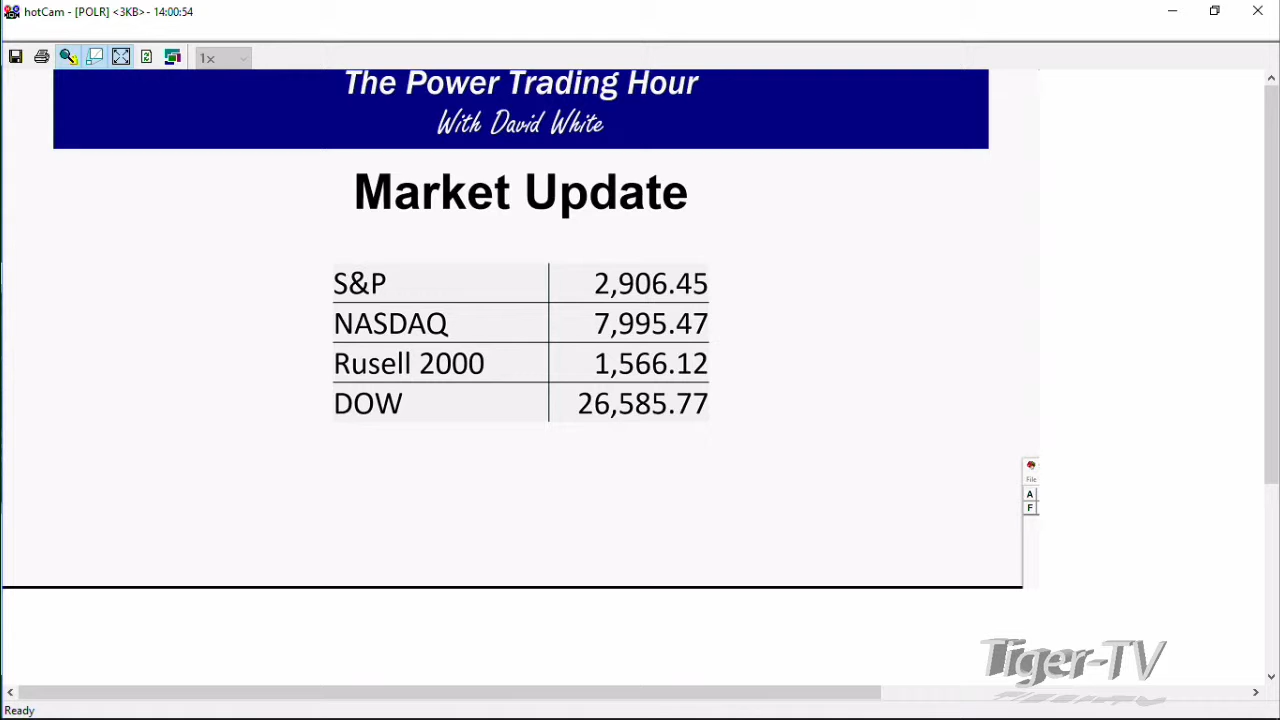 hotCam - [POLR] <3KB> - 14:00:54
1x
The Power Trading Hour
With David White
Market Update
S&P 2,906.45
NASDAQ 7,995.47
Rusell 2000 1,566.12
DOW 26,585.77
File
A
F
Tiger-TV
Ready